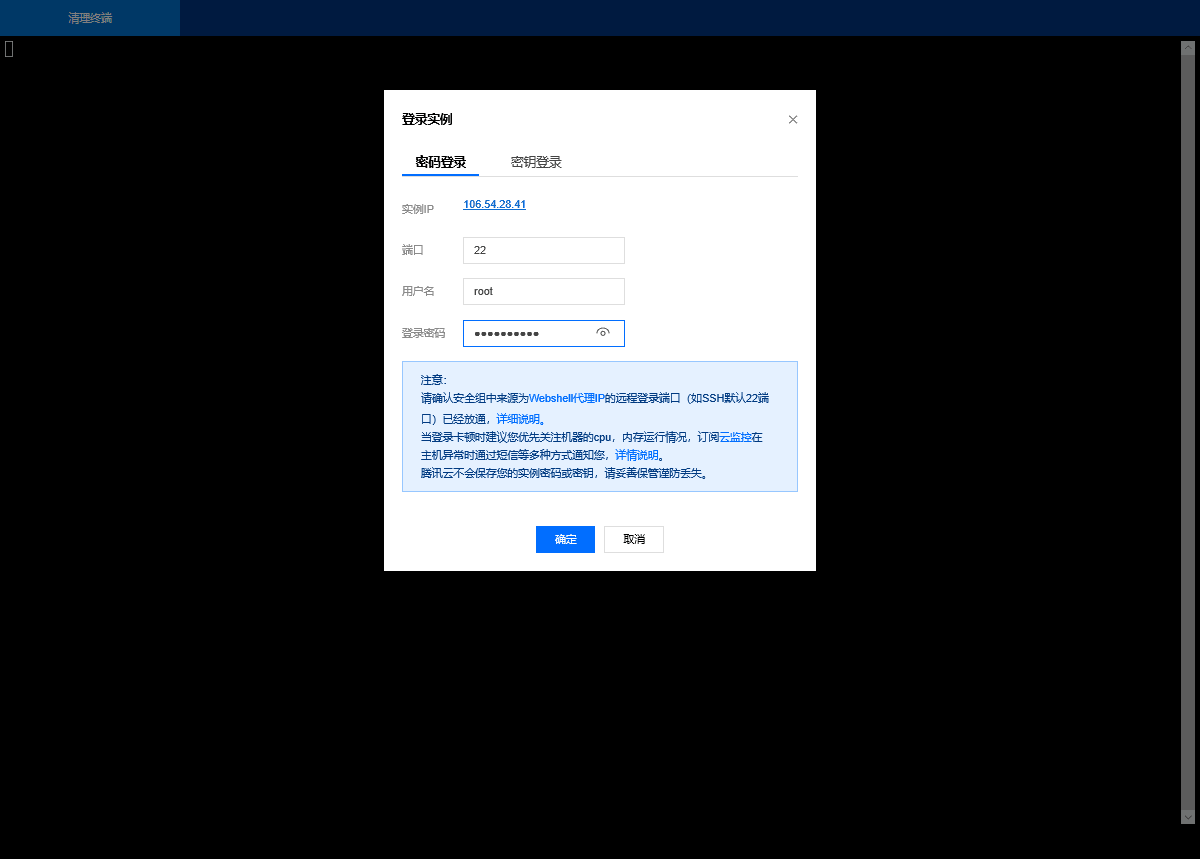 清理终端
登录实例
密码登录 密钥登录
实例IP 106.54.28.41
端口 22
用户名 root
登录密码 ●●●●●●●●●●
注意：
请确认安全组中来源为Webshell代理IP的远程登录端口（如SSH默认22端
口）已经放通，详细说明。
当登录卡顿时建议您优先关注机器的cpu，内存运行情况，订阅云监控在
主机异常时通过短信等多种方式通知您，详情说明。
腾讯云不会保存您的实例密码或密钥，请妥善保管谨防丢失。
确定 取消